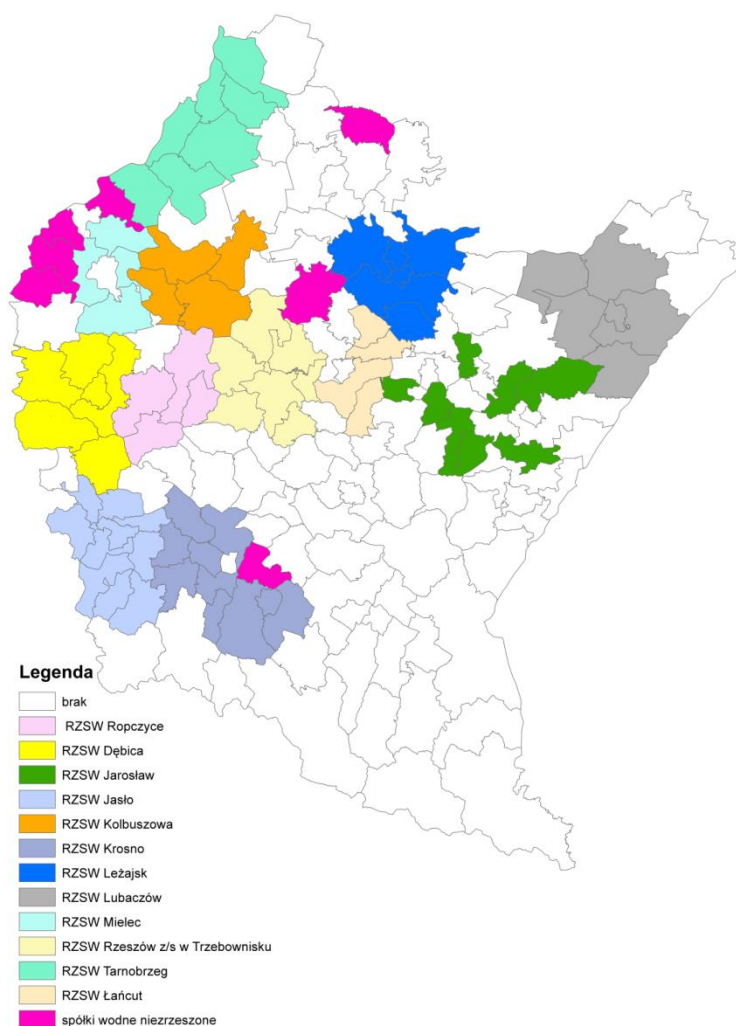 Legenda
brak
RZSW Ropczyce
RZSW Dębica
RZSW Jarosław
RZSW Jasło
RZSW Kolbuszowa
RZSW Krosno
RZSW Leżajsk
RZSW Lubaczów
RZSW Mielec
RZSW Rzeszów z/s w Trzebownisku
RZSW Tarnobrzeg
RZSW Łańcut
spółki wodne niezrzeszone